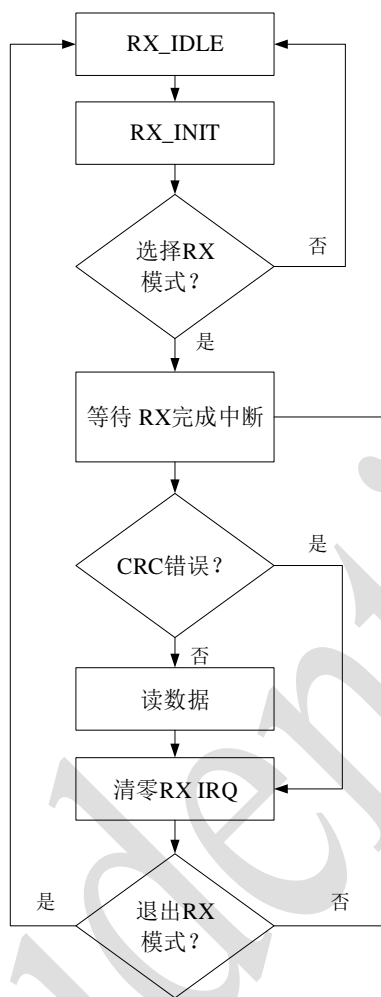 RX_IDLE
RX_INIT
选择RX
模式？
否
是
等待 RX完成中断
CRC错误？
是
否
读数据
清零RX IRQ
是
退出RX
模式？
否